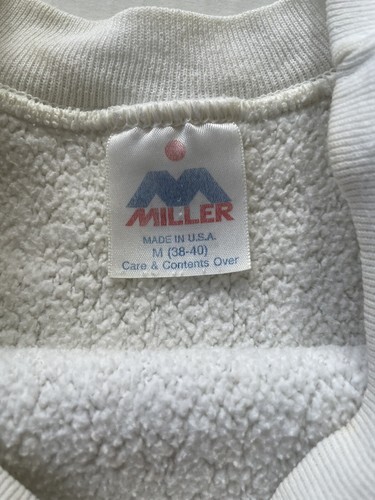 MILLER
MADE IN U.S.A.
M (38-40)
Care & Contents Over